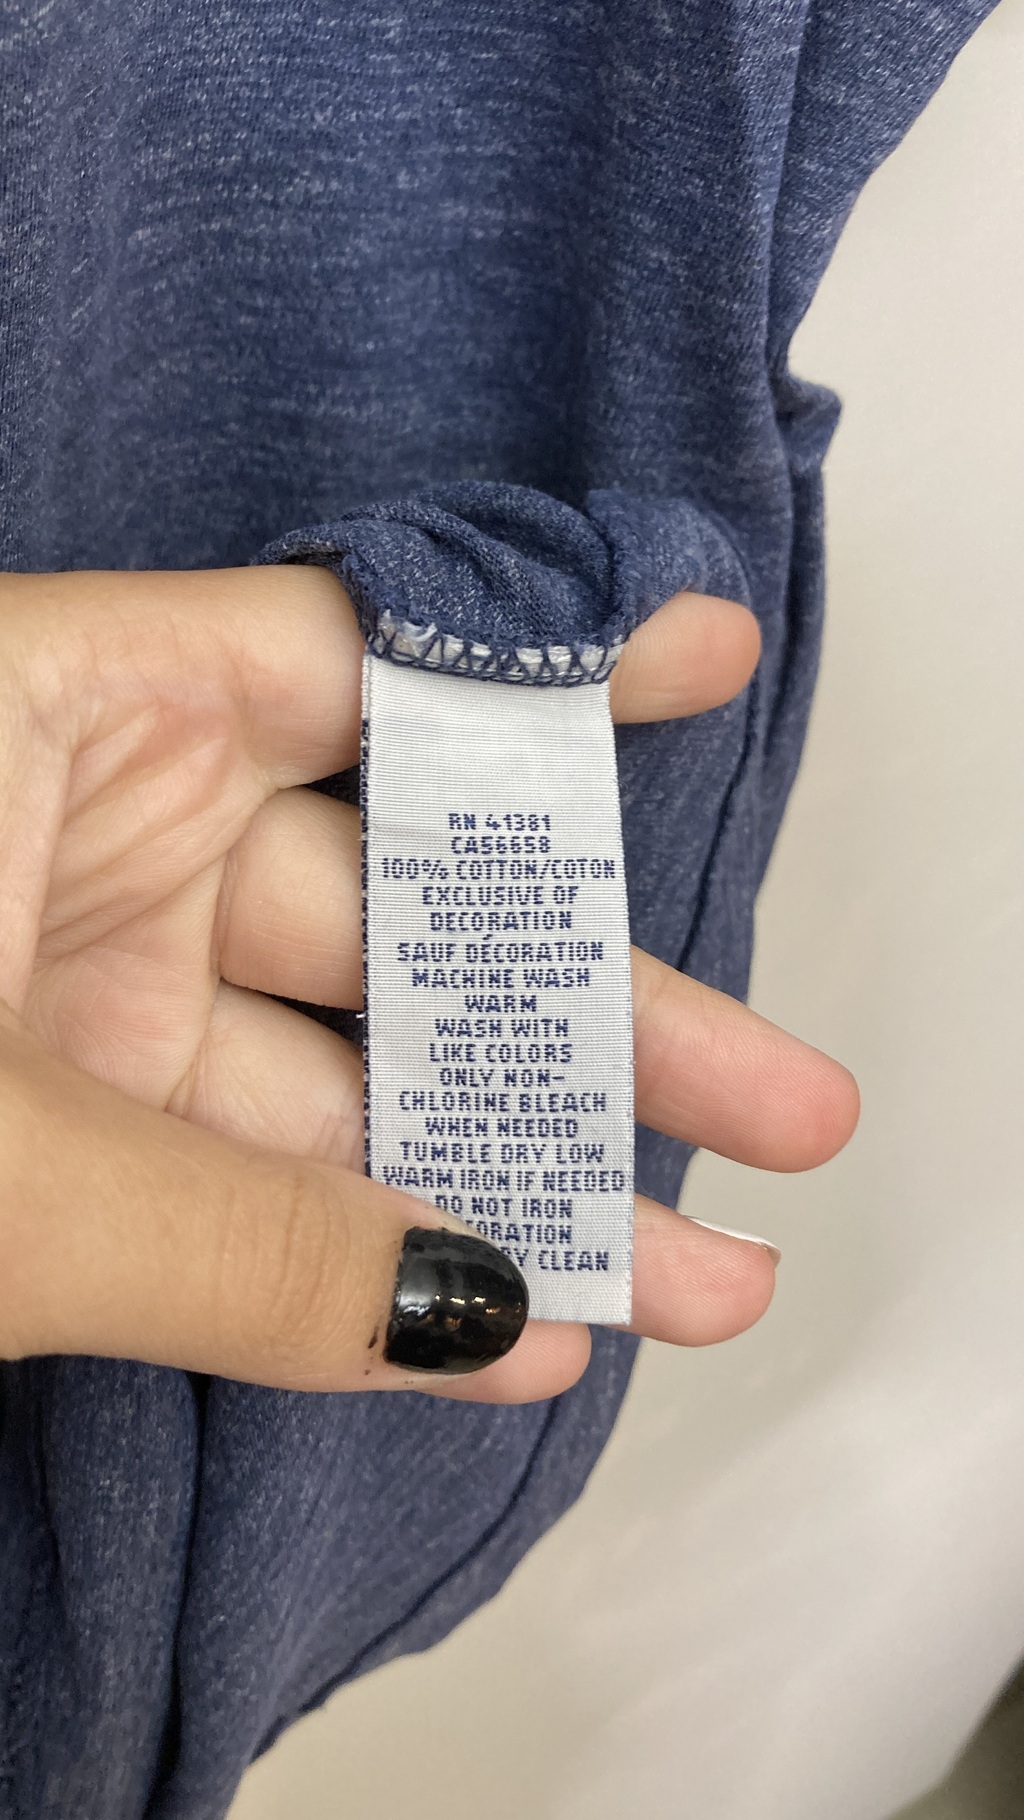 RN 41381
CA56658
100% COTTON/COTON
EXCLUSIVE OF
DECORATION
SAUF DÉCORATION
MACHINE WASH
WARM
WASH WITH
LIKE COLORS
ONLY NON-
CHLORINE BLEACH
WHEN NEEDED
TUMBLE DRY LOW
WARM IRON IF NEEDED
DO NOT IRON
CLEAN